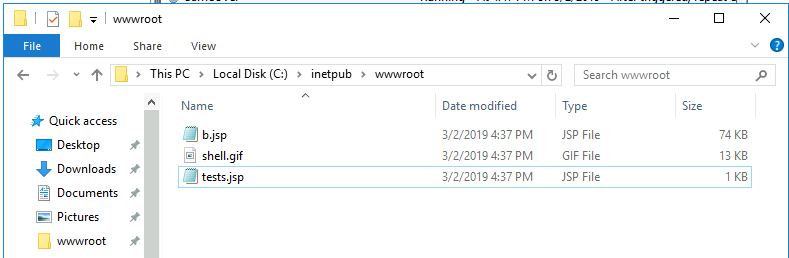 wwwroot
File Home Share View
This PC Local Disk (C:) inetpub wwwroot Search wwwroot
Name Date modified Type Size
Quick access
b.jsp 3/2/2019 4:37 PM JSP File 74 KB
Desktop
shell.gif 3/2/2019 4:37 PM GIF File 13 KB
Downloads
tests.jsp 3/2/2019 4:37 PM JSP File 1 KB
Documents
Pictures
wwwroot